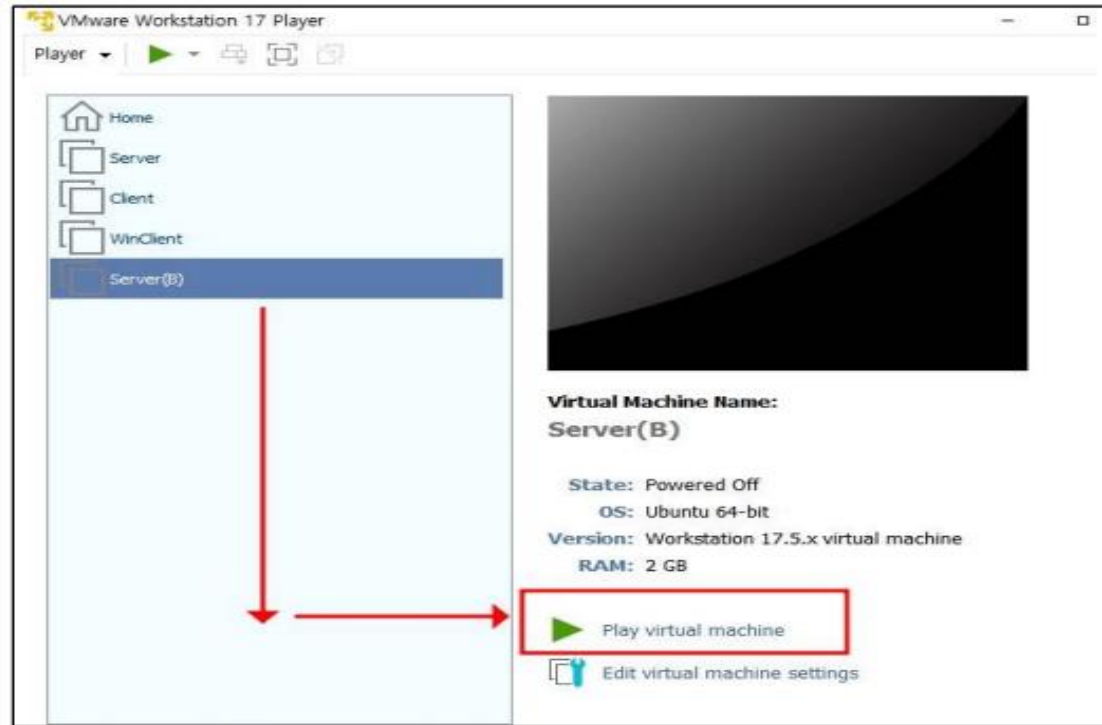 VMware Workstation 17 Player
Player
Home
Server
Client
WinClient
Server(B)
Virtual Machine Name:
Server(B)
State: Powered Off
OS: Ubuntu 64-bit
Version: Workstation 17.5.x virtual machine
RAM: 2 GB
Play virtual machine
Edit virtual machine settings